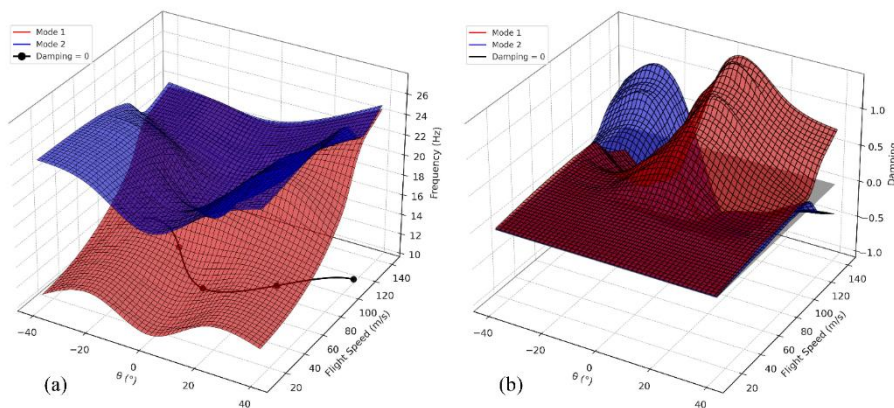 Mode 1
Mode 2
Damping = 0
26
24
22
20
18
16
14
12
10
Frequency (Hz)
140
120
100
80
60
40
20
Flight Speed (m/s)
-40
-20
0
20
40
θ (°)
(a)
Mode 1
Mode 2
Damping = 0
1.0
0.5
0.0
-0.5
-1.0
Damping
140
120
100
80
60
40
20
Flight Speed (m/s)
-40
-20
0
20
40
θ (°)
(b)